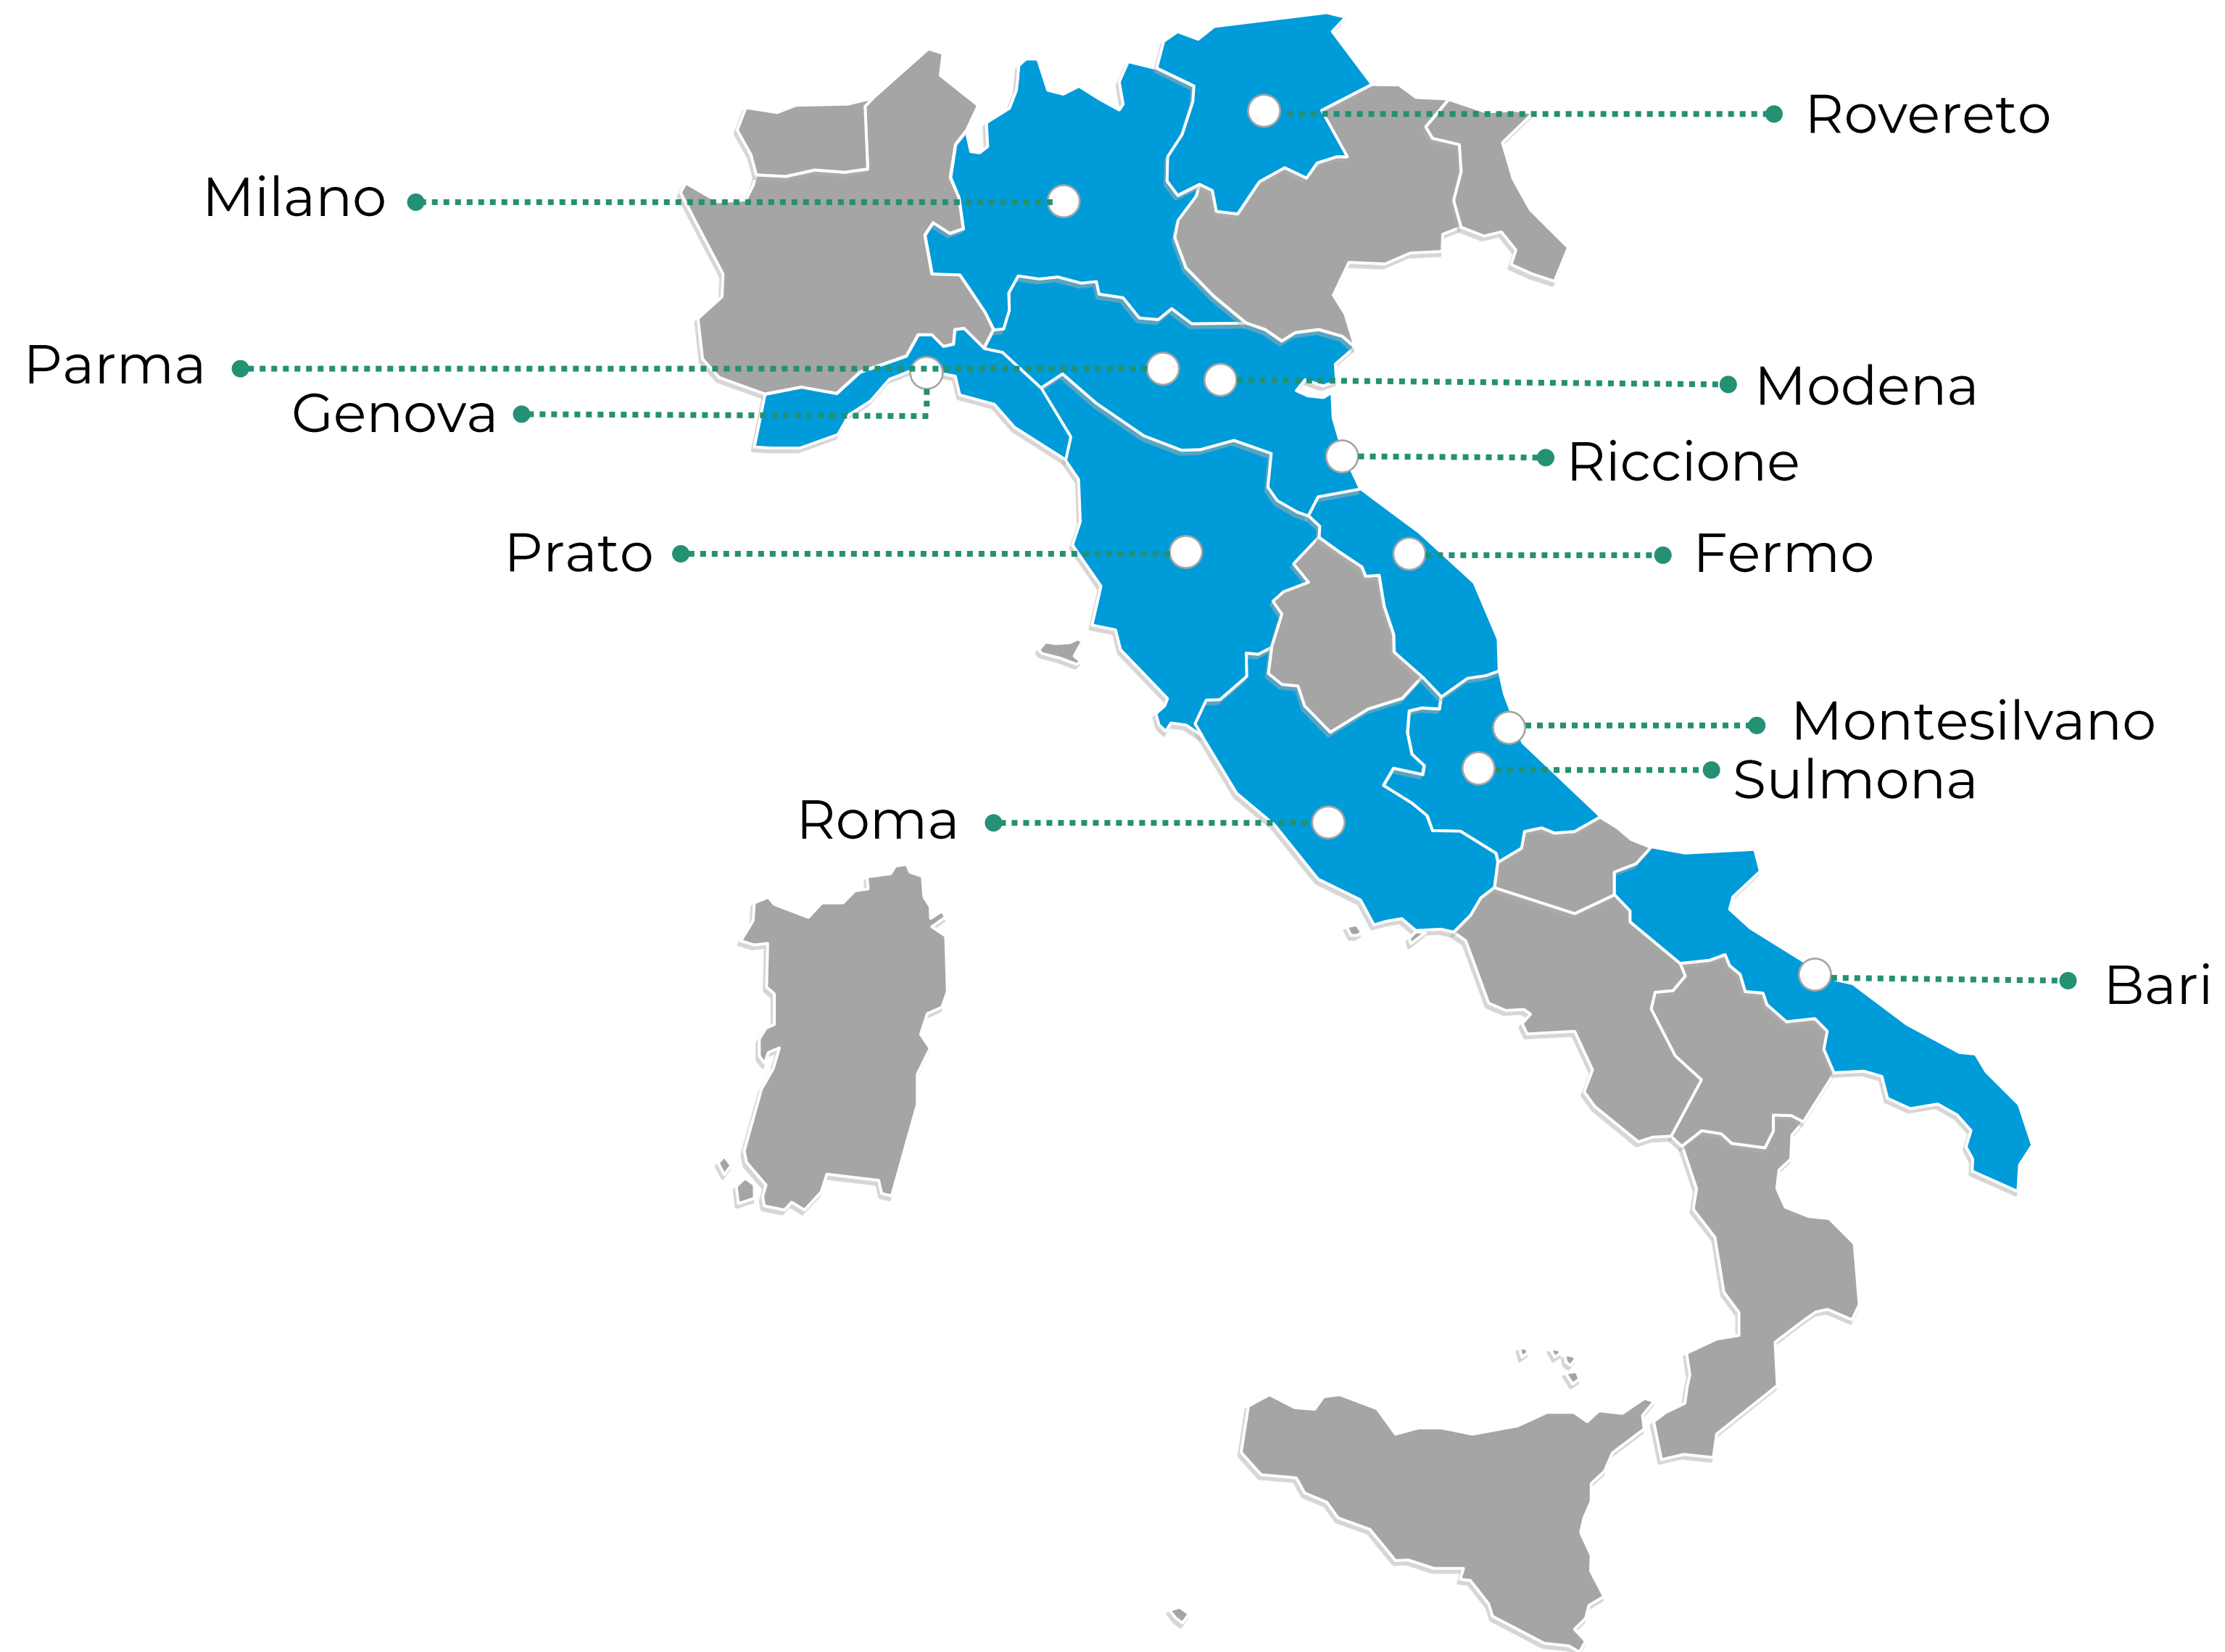 Rovereto
Milano
Parma
Modena
Genova
Riccione
Prato
Fermo
Montesilvano
Sulmona
Roma
Bari